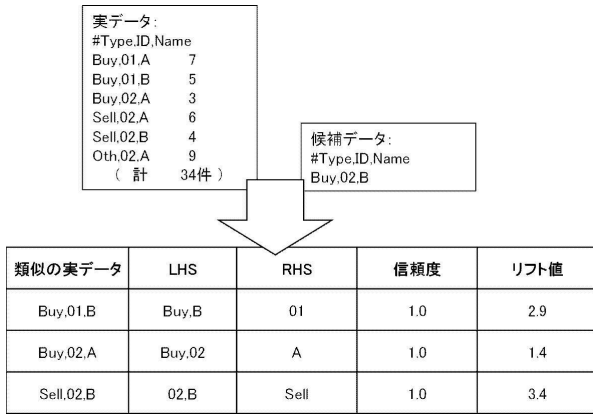 実データ:
#Type,ID,Name
Buy,01,A 7
Buy,01,B 5
Buy,02,A 3
Sell,02,A 6
Sell,02,B 4
Oth,02,A 9
( 計 34件 )
候補データ:
#Type,ID,Name
Buy,02,B
類似の実データ LHS RHS 信頼度 リフト値
Buy,01,B Buy,B 01 1.0 2.9
Buy,02,A Buy,02 A 1.0 1.4
Sell,02,B 02,B Sell 1.0 3.4